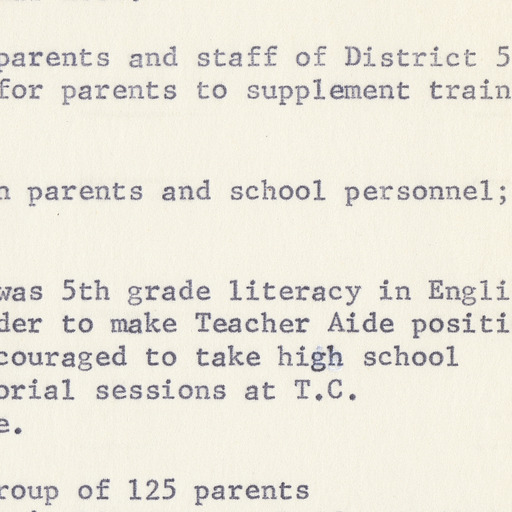 parents and staff of District 5
for parents to supplement train
n parents and school personnel;
was 5th grade literacy in Engli
der to make Teacher Aide positi
couraged to take high school
orial sessions at T.C.
e.
roup of 125 parents